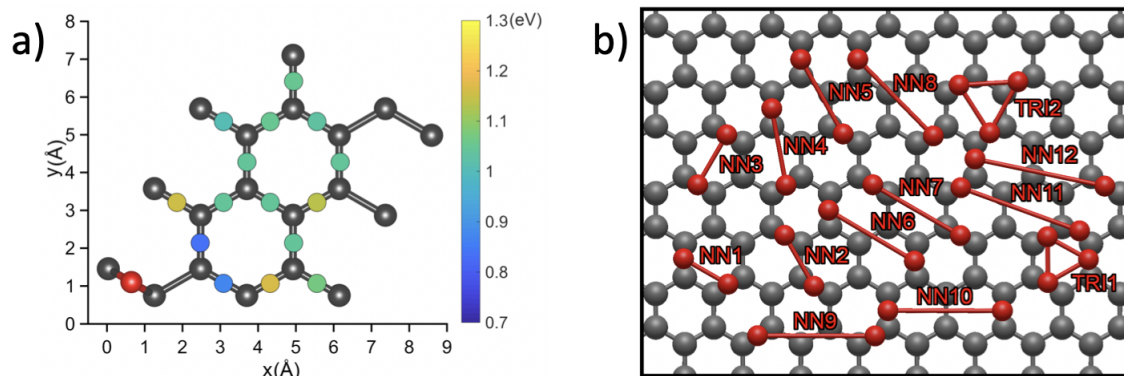 a)
1.3(eV)
1.2
1.1
1
0.9
0.8
0.7
8
7
6
5
4
3
2
1
0
y(Å)
0 1 2 3 4 5 6 7 8 9
x(Å)
b)
NN8
NN5
TRI2
NN4
NN3
NN12
NN7
NN11
NN6
NN1
NN2
TRI1
NN10
NN9